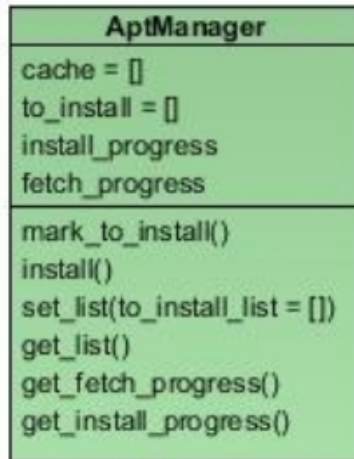 AptManager
cache = []
to_install = []
install_progress
fetch_progress
mark_to_install()
install()
set_list(to_install_list = [])
get_list()
get_fetch_progress()
get_install_progress()